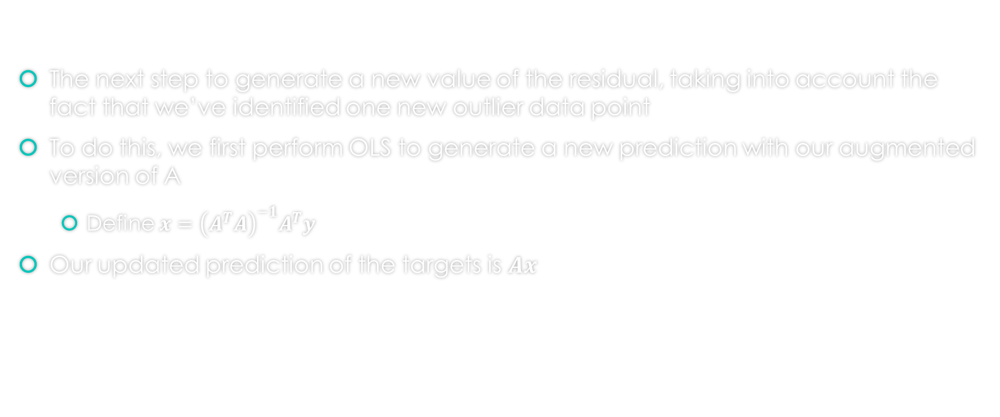 The next step to generate a new value of the residual, taking into account the
fact that we've identified one new outlier data point
To do this, we first perform OLS to generate a new prediction with our augmented
version of A
Define x = (AᵀA)⁻¹Aᵀy
Our updated prediction of the targets is Ax